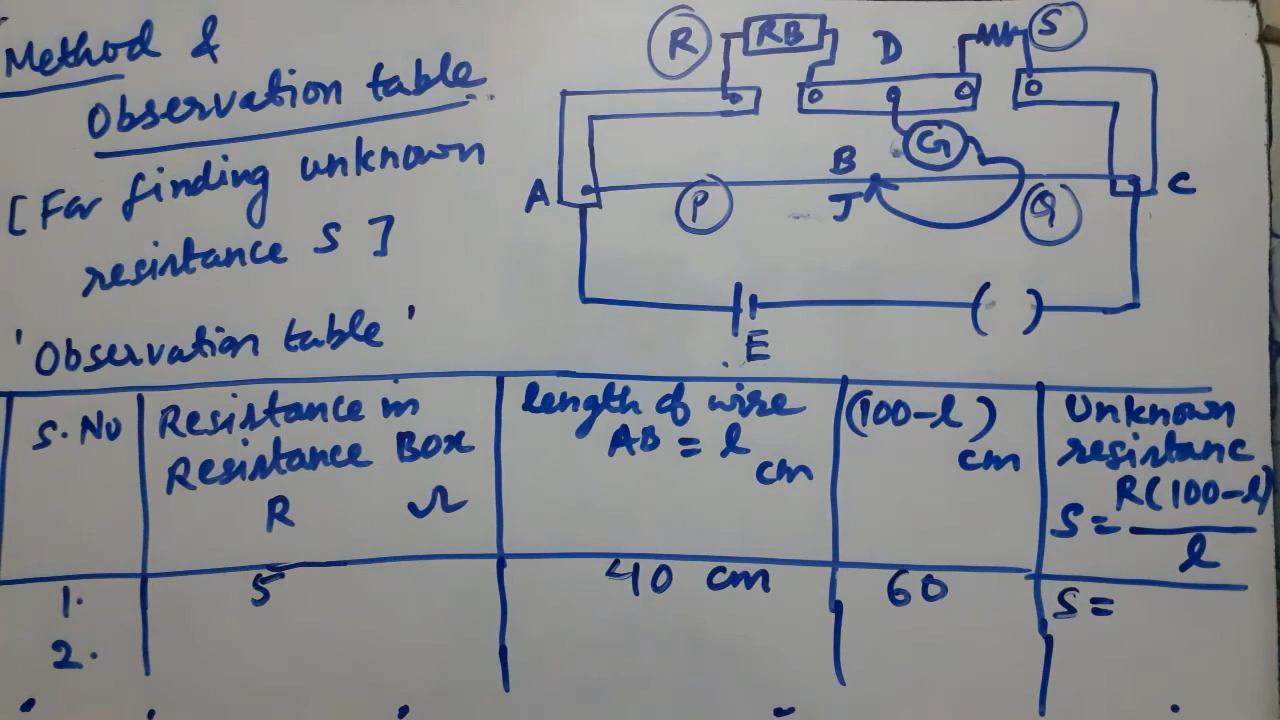 Method &
Observation table
[For finding unknown
resistance S]
'Observation table'
R
RB
D
S
G
B
A
P
J
Q
C
E
S.No
Resistance in
Resistance Box
R Ω
length of wire
AB = l
cm
(100-l)
cm
Unknown
resistanc
S = R(100-l)
l
1.
5
40 cm
60
S =
2.